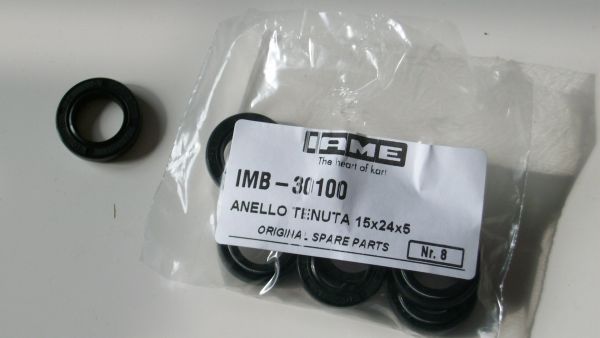 IAME
The heart of kart
IMB-30100
ANELLO TENUTA 15x24x5
ORIGINAL SPARE PARTS
Nr. 8